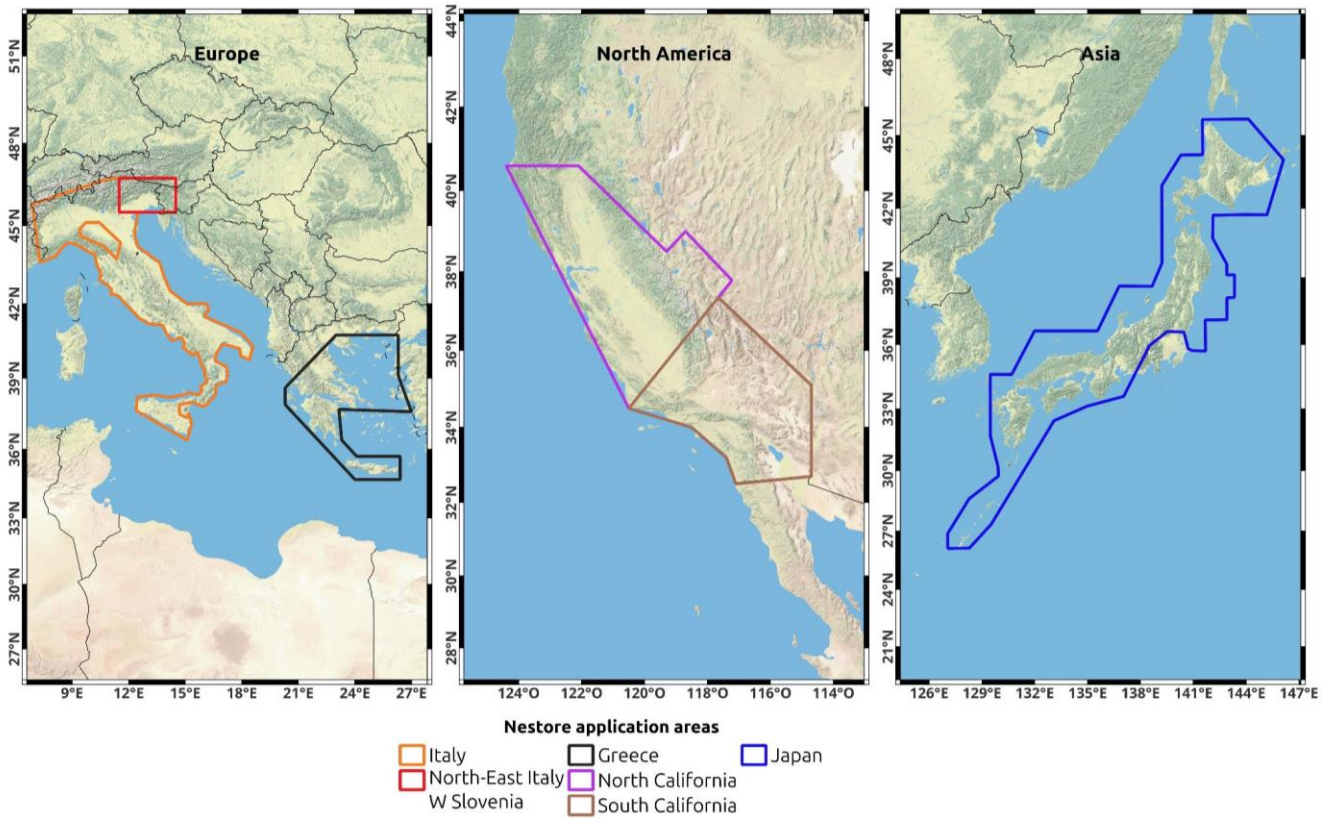 Europe
51°N
48°N
45°N
42°N
39°N
36°N
33°N
30°N
27°N
9°E 12°E 15°E 18°E 21°E 24°E 27°E
North America
44°N
42°N
40°N
38°N
36°N
34°N
32°N
30°N
28°N
124°O 122°O 120°O 118°O 116°O 114°O
Asia
48°N
45°N
42°N
39°N
36°N
33°N
30°N
27°N
24°N
21°N
126°E 129°E 132°E 135°E 138°E 141°E 144°E 147°E
Nestore application areas
Italy Greece Japan
North-East Italy North California
W Slovenia
South California